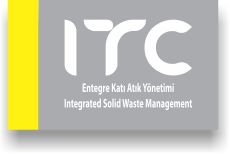 ITC
Entegre Katı Atık Yönetimi
Integrated Solid Waste Management